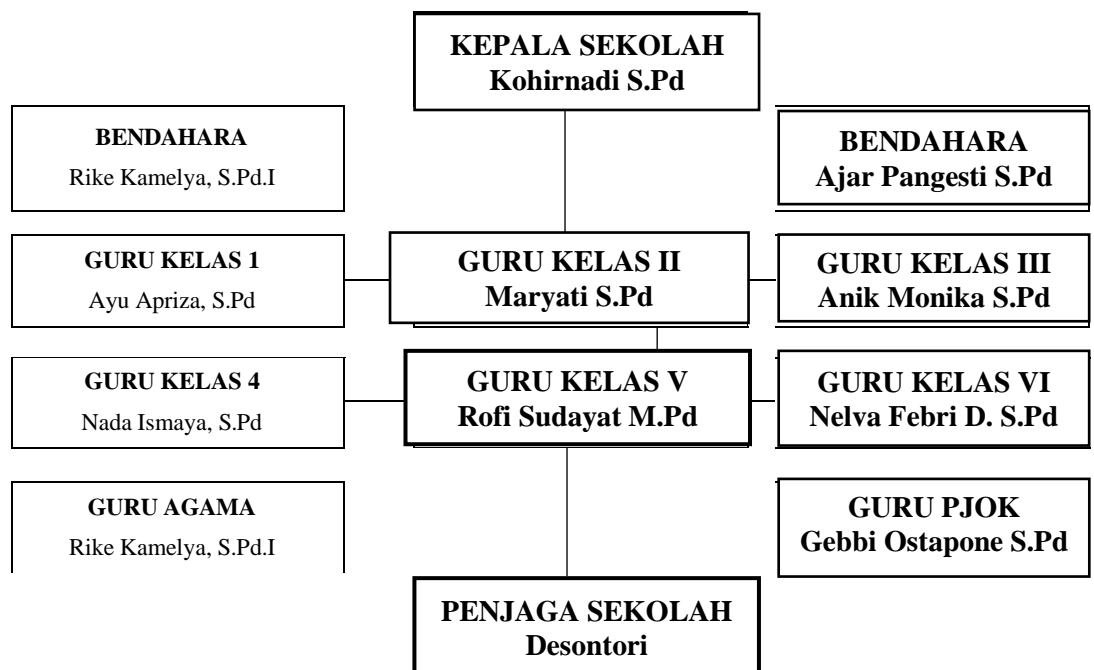 KEPALA SEKOLAH
Kohirnadi S.Pd
BENDAHARA
Rike Kamelya, S.Pd.I
BENDAHARA
Ajar Pangesti S.Pd
GURU KELAS 1
Ayu Apriza, S.Pd
GURU KELAS II
Maryati S.Pd
GURU KELAS III
Anik Monika S.Pd
GURU KELAS 4
Nada Ismaya, S.Pd
GURU KELAS V
Rofi Sudayat M.Pd
GURU KELAS VI
Nelva Febri D. S.Pd
GURU AGAMA
Rike Kamelya, S.Pd.I
GURU PJOK
Gebbi Ostapone S.Pd
PENJAGA SEKOLAH
Desontori